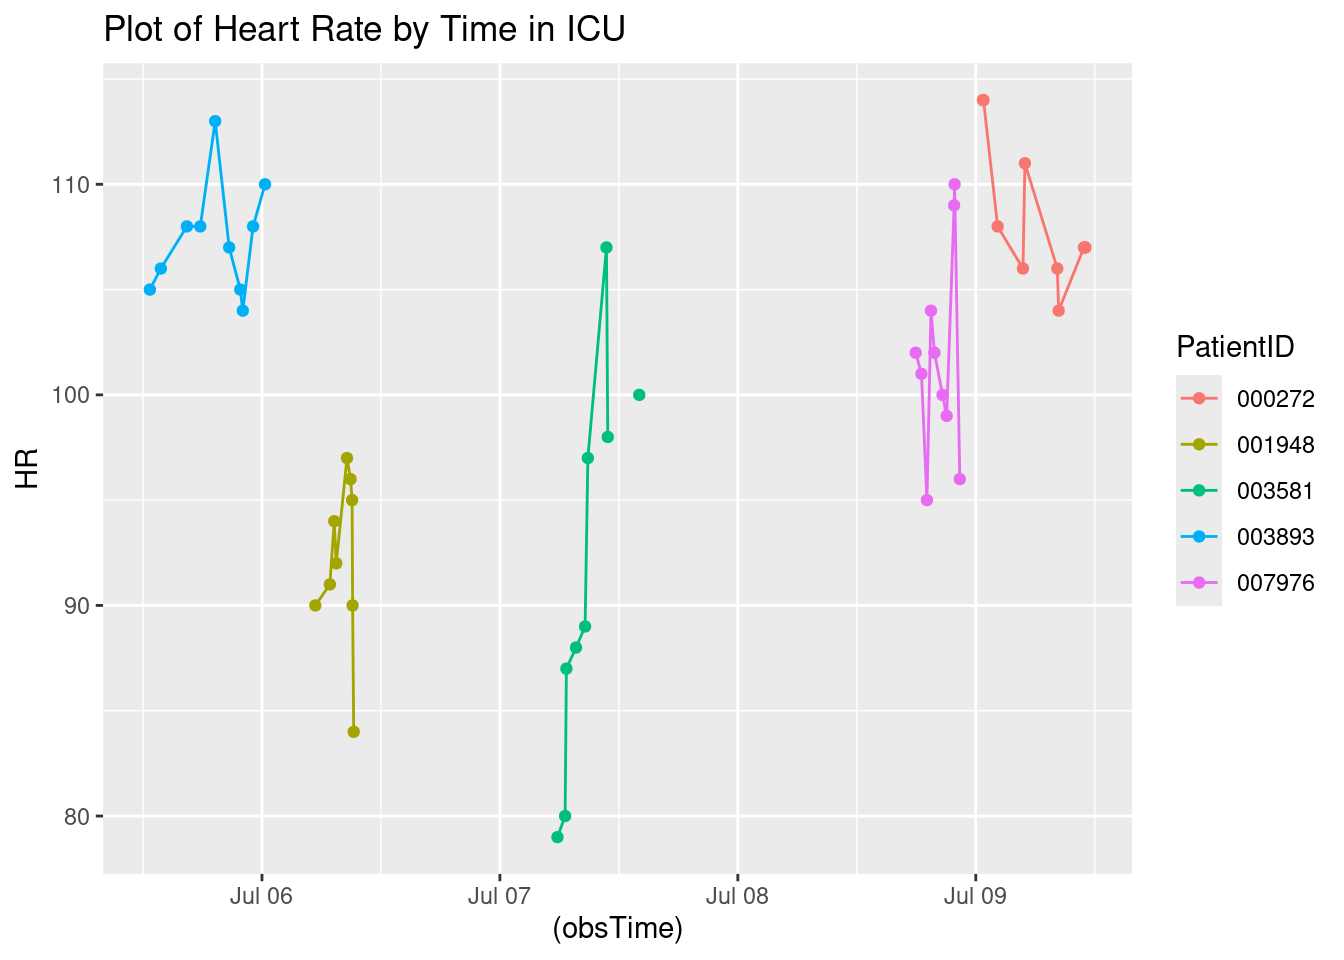 Plot of Heart Rate by Time in ICU
110
100
90
80
HR
Jul 06
Jul 07
Jul 08
Jul 09
(obsTime)
PatientID
000272
001948
003581
003893
007976